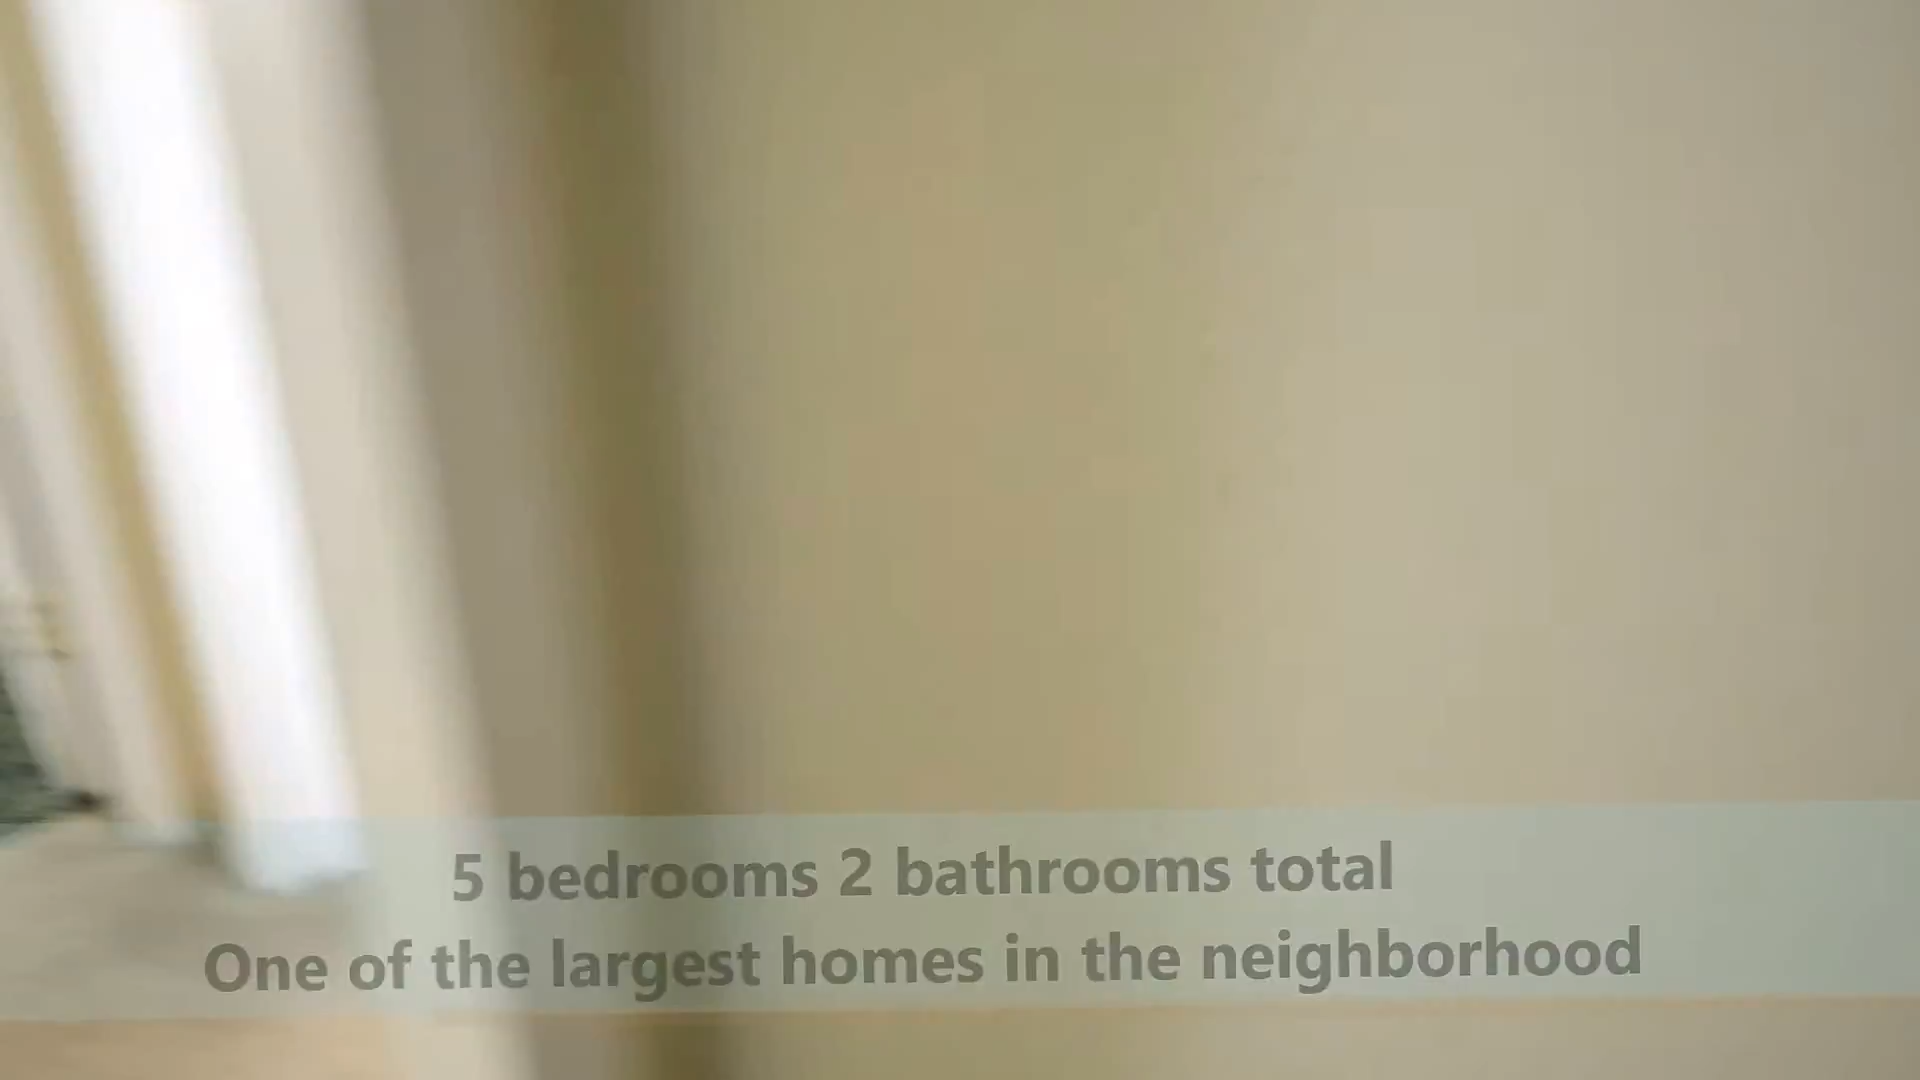 5 bedrooms 2 bathrooms total
One of the largest homes in the neighborhood